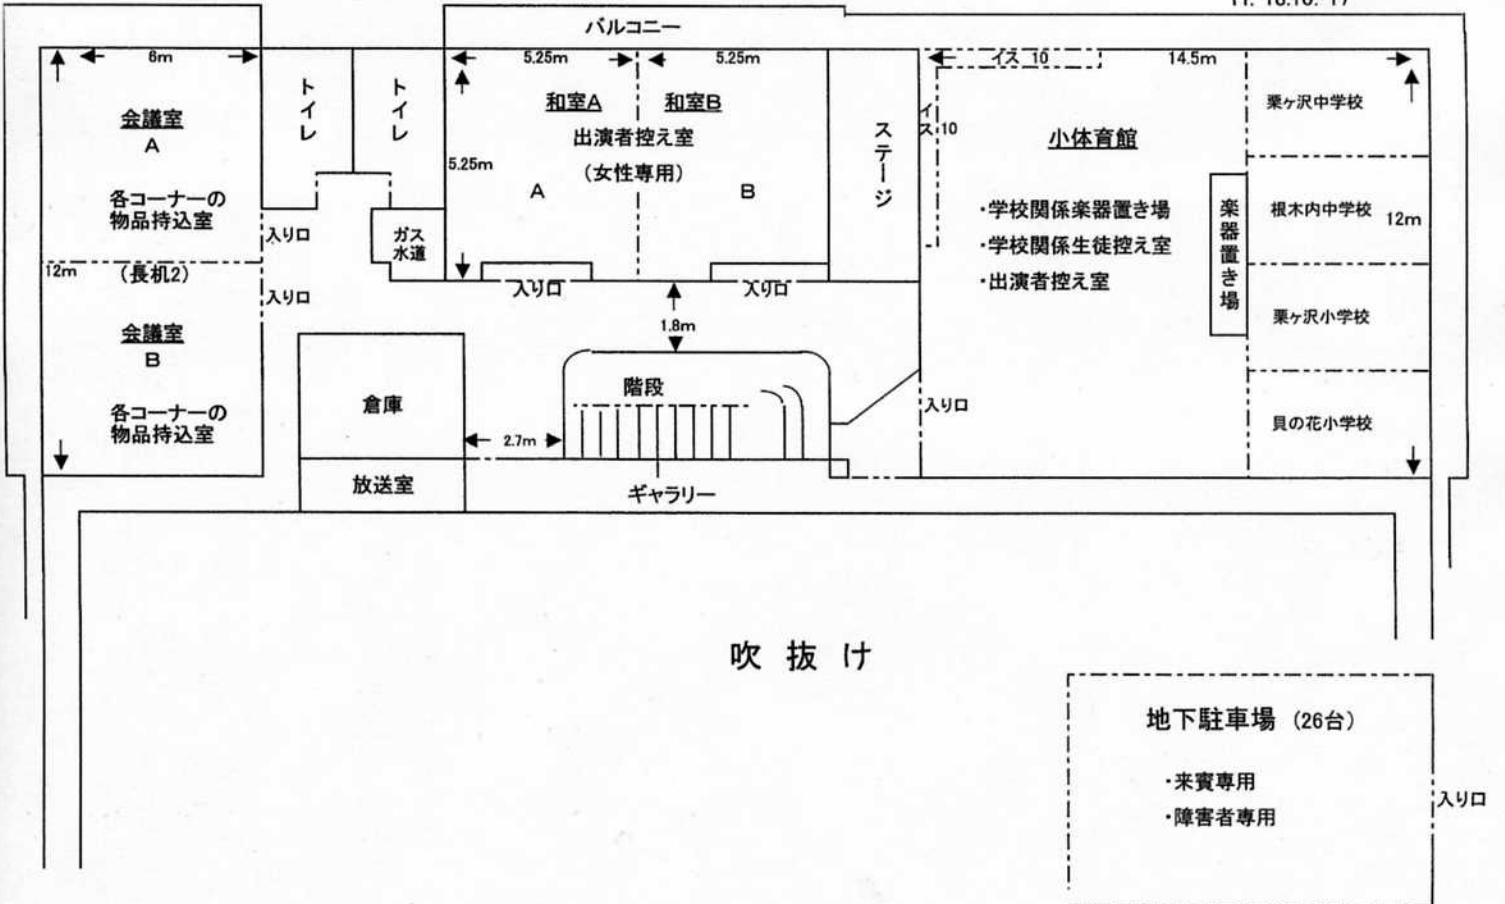 バルコニー
6m
会議室
A
各コーナーの
物品持込室
12m
(長机2)
会議室
B
各コーナーの
物品持込室
トイレ
トイレ
入り口
入り口
ガス
水道
5.25m
5.25m
5.25m
和室A
和室B
出演者控え室
(女性専用)
A
B
入り口
入り口
ステージ
イス 10
イス 10
14.5m
小体育館
・学校関係楽器置き場
・学校関係生徒控え室
・出演者控え室
楽器置き場
栗ヶ沢中学校
根木内中学校
12m
栗ヶ沢小学校
貝の花小学校
1.8m
階段
倉庫
2.7m
入り口
放送室
ギャラリー
吹 抜 け
地下駐車場 (26台)
・来賓専用
・障害者専用
入り口